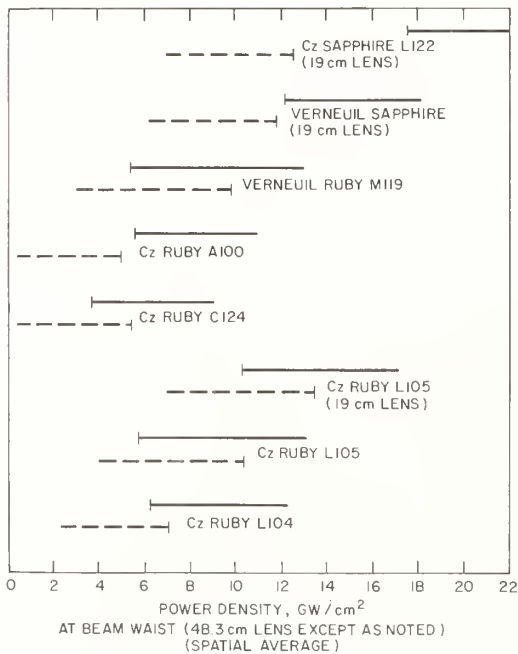 Cz SAPPHIRE L122
(19 cm LENS)
VERNEUIL SAPPHIRE
(19 cm LENS)
VERNEUIL RUBY M119
Cz RUBY A100
Cz RUBY C124
Cz RUBY L105
(19 cm LENS)
Cz RUBY L105
Cz RUBY L104
0 2 4 6 8 10 12 14 16 18 20 22
POWER DENSITY, GW/cm²
AT BEAM WAIST (48.3 cm LENS EXCEPT AS NOTED)
(SPATIAL AVERAGE)